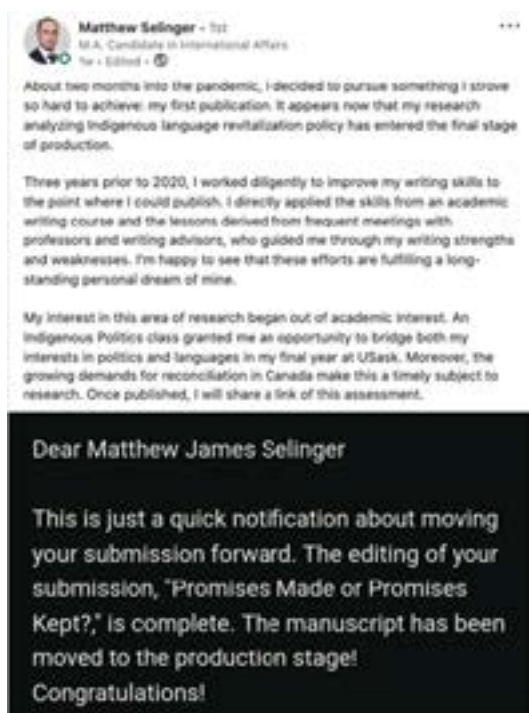 Matthew Selinger • 1st
M.A. Candidate in International Affairs
1w • Edited •
About two months into the pandemic, I decided to pursue something I strove
so hard to achieve: my first publication. It appears now that my research
analyzing Indigenous language revitalization policy has entered the final stage
of production.
Three years prior to 2020, I worked diligently to improve my writing skills to
the point where I could publish. I directly applied the skills from an academic
writing course and the lessons derived from frequent meetings with
professors and writing advisors, who guided me through my writing strengths
and weaknesses. I'm happy to see that these efforts are fulfilling a long-
standing personal dream of mine.
My interest in this area of research began out of academic interest. An
Indigenous Politics class granted me an opportunity to bridge both my
interests in politics and languages in my final year at USask. Moreover, the
growing demands for reconciliation in Canada make this a timely subject to
research. Once published, I will share a link of this assessment.
Dear Matthew James Selinger
This is just a quick notification about moving
your submission forward. The editing of your
submission, "Promises Made or Promises
Kept?," is complete. The manuscript has been
moved to the production stage!
Congratulations!